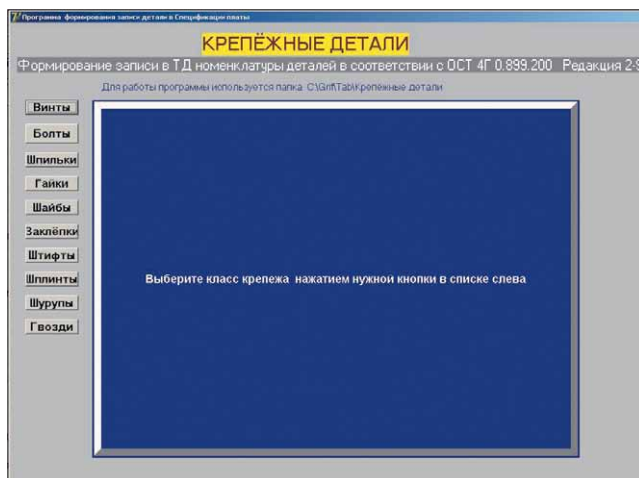 Программа формирования записи детали в Спецификации платы
КРЕПЁЖНЫЕ ДЕТАЛИ
Формирование записи в ТД номенклатуры деталей в соответствии с ОСТ 4Г 0.899.200 Редакция 2-9
Для работы программы используется папка C:\Grif\Tab\Крепежные детали
Винты
Болты
Шпильки
Гайки
Шайбы
Заклёпки
Штифты
Шплинты
Шурупы
Гвозди
Выберите класс крепежа нажатием нужной кнопки в списке слева